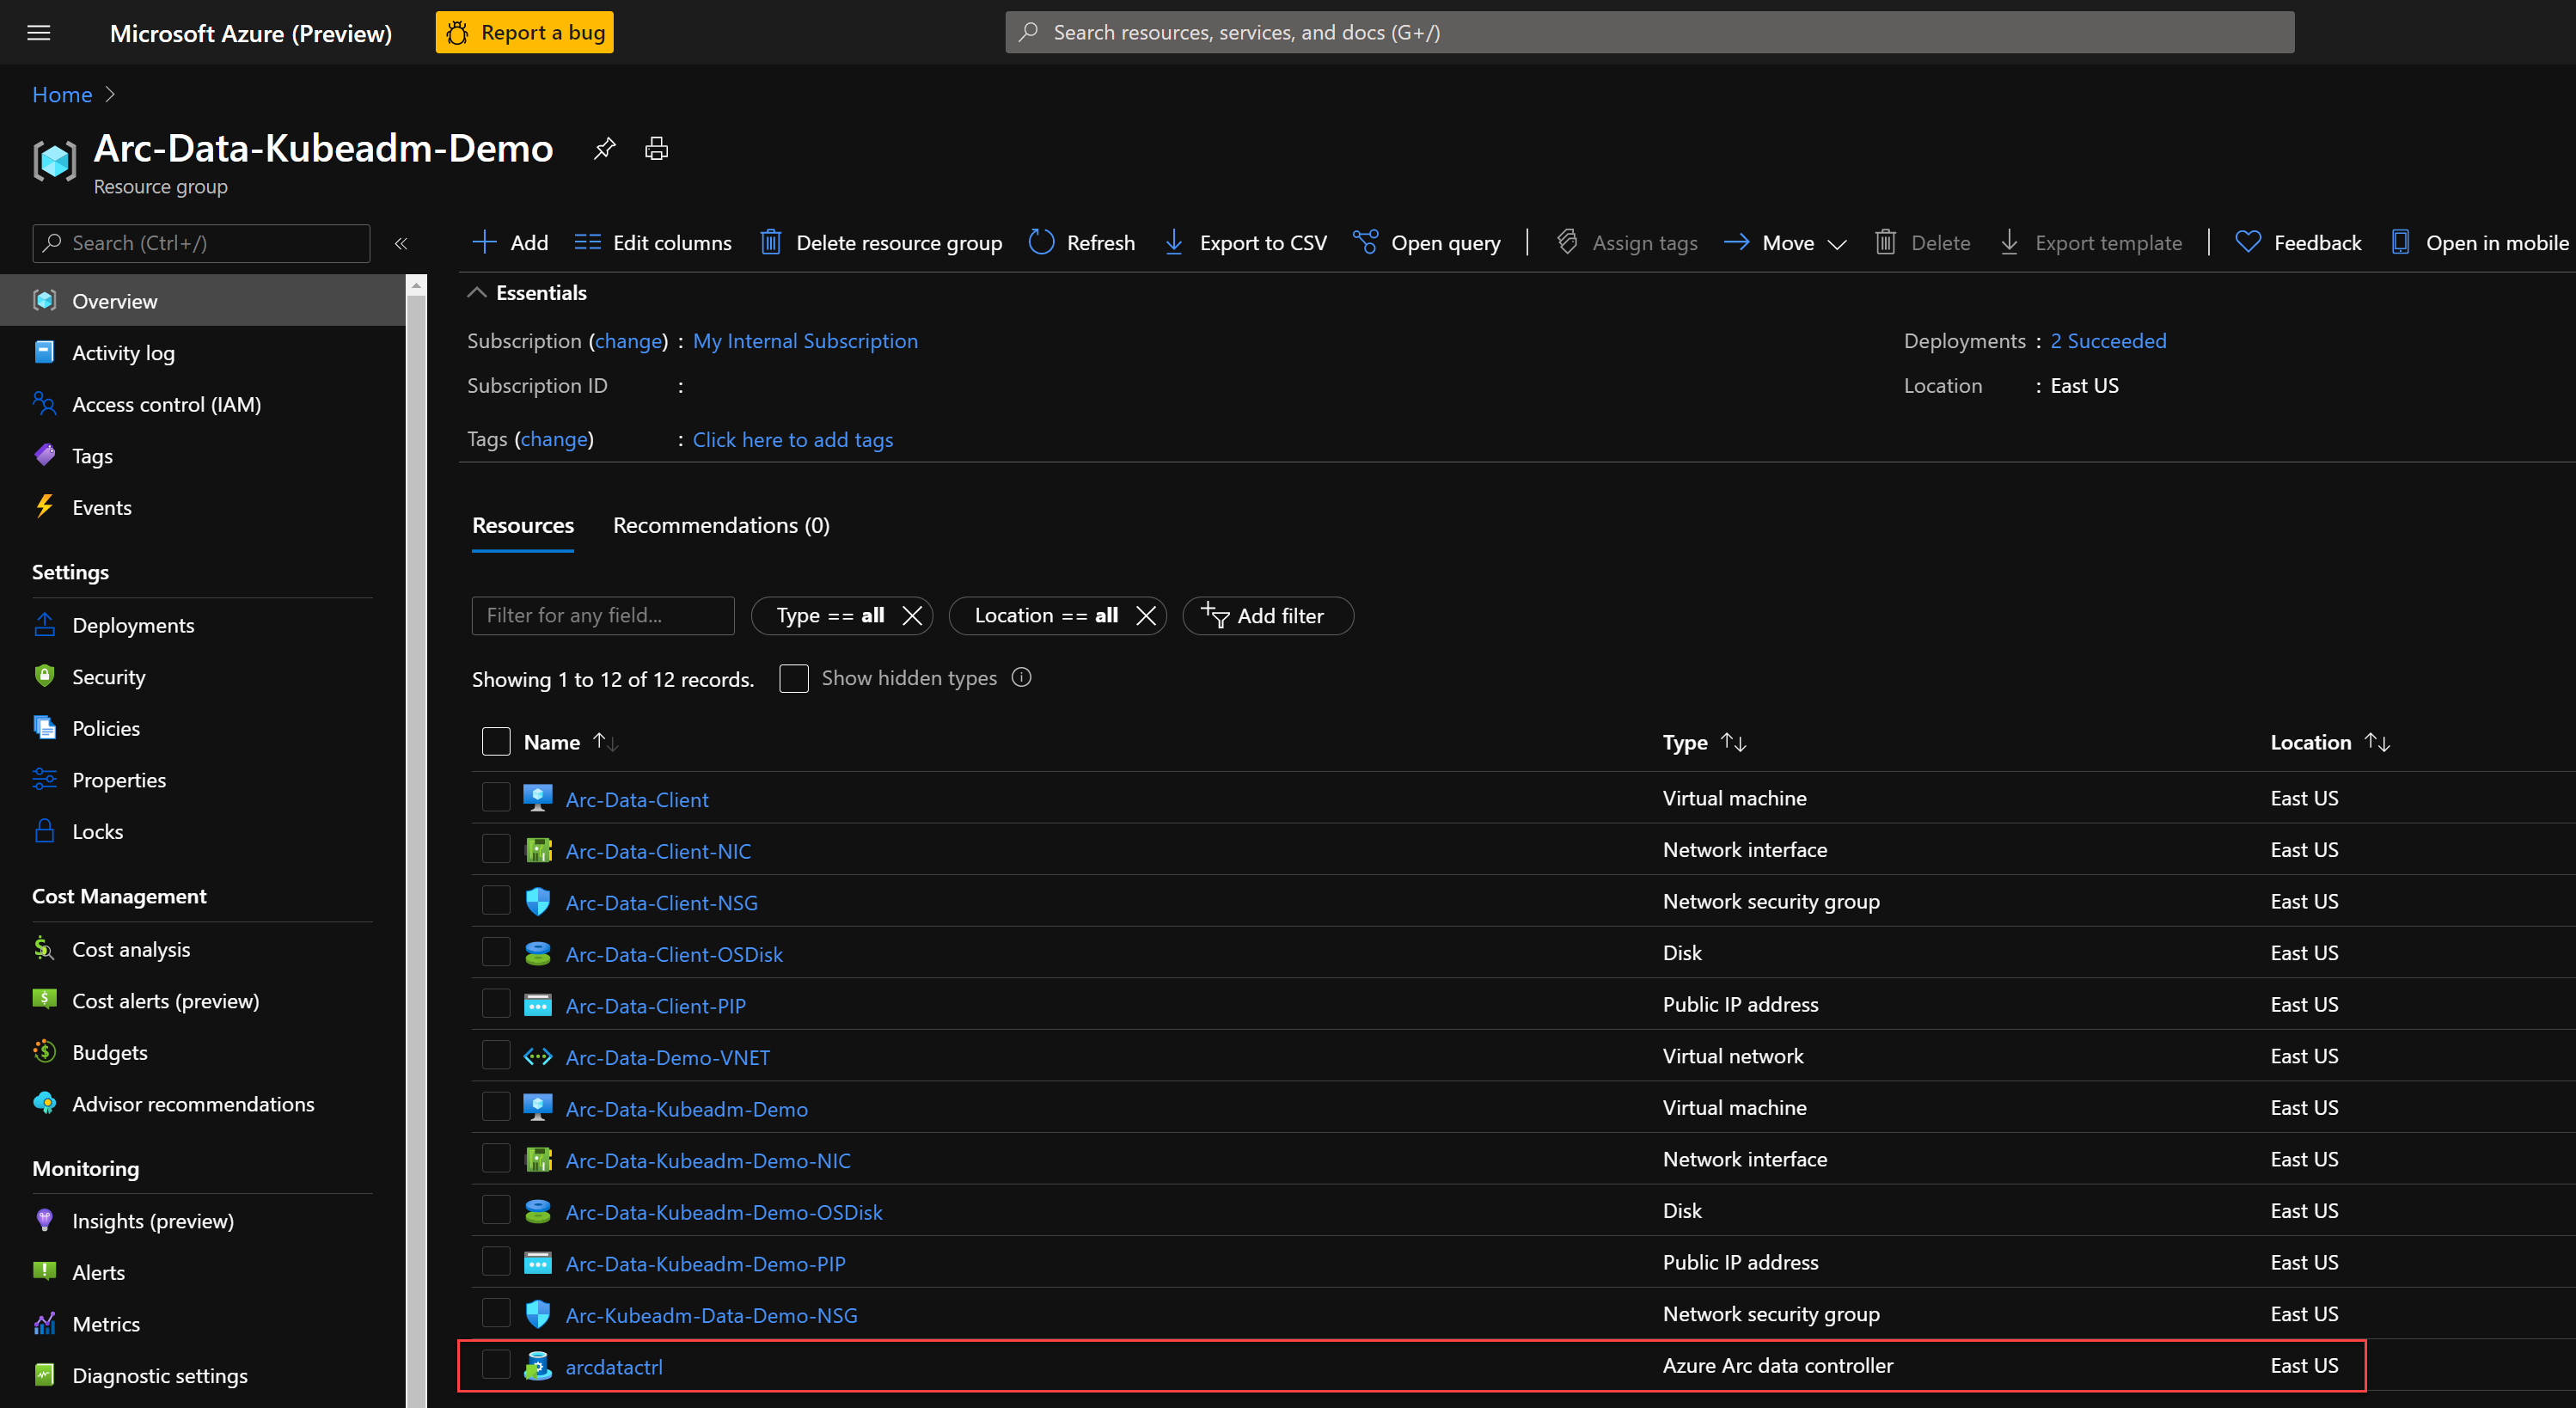 Microsoft Azure (Preview) Report a bug Search resources, services, and docs (G+/)
Home
Arc-Data-Kubeadm-Demo
Resource group
Search (Ctrl+/) «
Overview
Activity log
Access control (IAM)
Tags
Events
Settings
Deployments
Security
Policies
Properties
Locks
Cost Management
Cost analysis
Cost alerts (preview)
Budgets
Advisor recommendations
Monitoring
Insights (preview)
Alerts
Metrics
Diagnostic settings
Add Edit columns Delete resource group Refresh Export to CSV Open query Assign tags Move Delete Export template Feedback Open in mobile
Essentials
Subscription (change) : My Internal Subscription Deployments : 2 Succeeded
Subscription ID : Location : East US
Tags (change) : Click here to add tags
Resources Recommendations (0)
Filter for any field... Type == all Location == all Add filter
Showing 1 to 12 of 12 records. Show hidden types
Name Type Location
Arc-Data-Client Virtual machine East US
Arc-Data-Client-NIC Network interface East US
Arc-Data-Client-NSG Network security group East US
Arc-Data-Client-OSDisk Disk East US
Arc-Data-Client-PIP Public IP address East US
Arc-Data-Demo-VNET Virtual network East US
Arc-Data-Kubeadm-Demo Virtual machine East US
Arc-Data-Kubeadm-Demo-NIC Network interface East US
Arc-Data-Kubeadm-Demo-OSDisk Disk East US
Arc-Data-Kubeadm-Demo-PIP Public IP address East US
Arc-Kubeadm-Data-Demo-NSG Network security group East US
arcdatactrl Azure Arc data controller East US